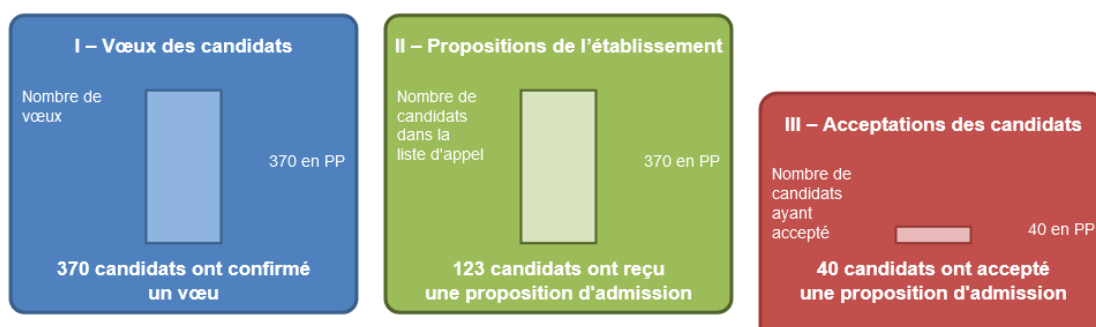 I – Vœux des candidats
Nombre de
vœux
370 en PP
370 candidats ont confirmé
un vœu
II – Propositions de l'établissement
Nombre de
candidats
dans la
liste d'appel
370 en PP
123 candidats ont reçu
une proposition d'admission
III – Acceptations des candidats
Nombre de
candidats
ayant
accepté
40 en PP
40 candidats ont accepté
une proposition d'admission